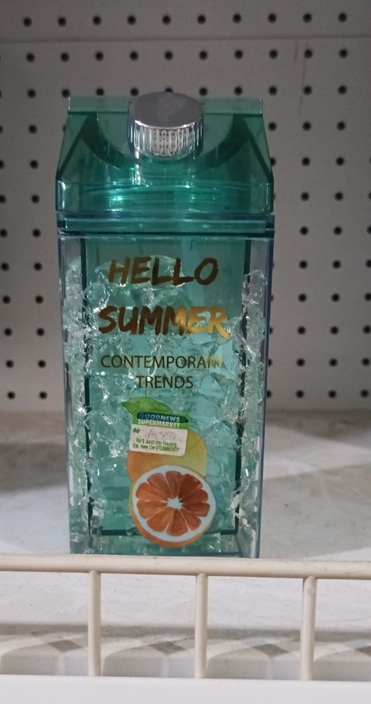 HELLO
SUMMER
CONTEMPORARY
TRENDS
GOODNEWS
SUPERMARKET